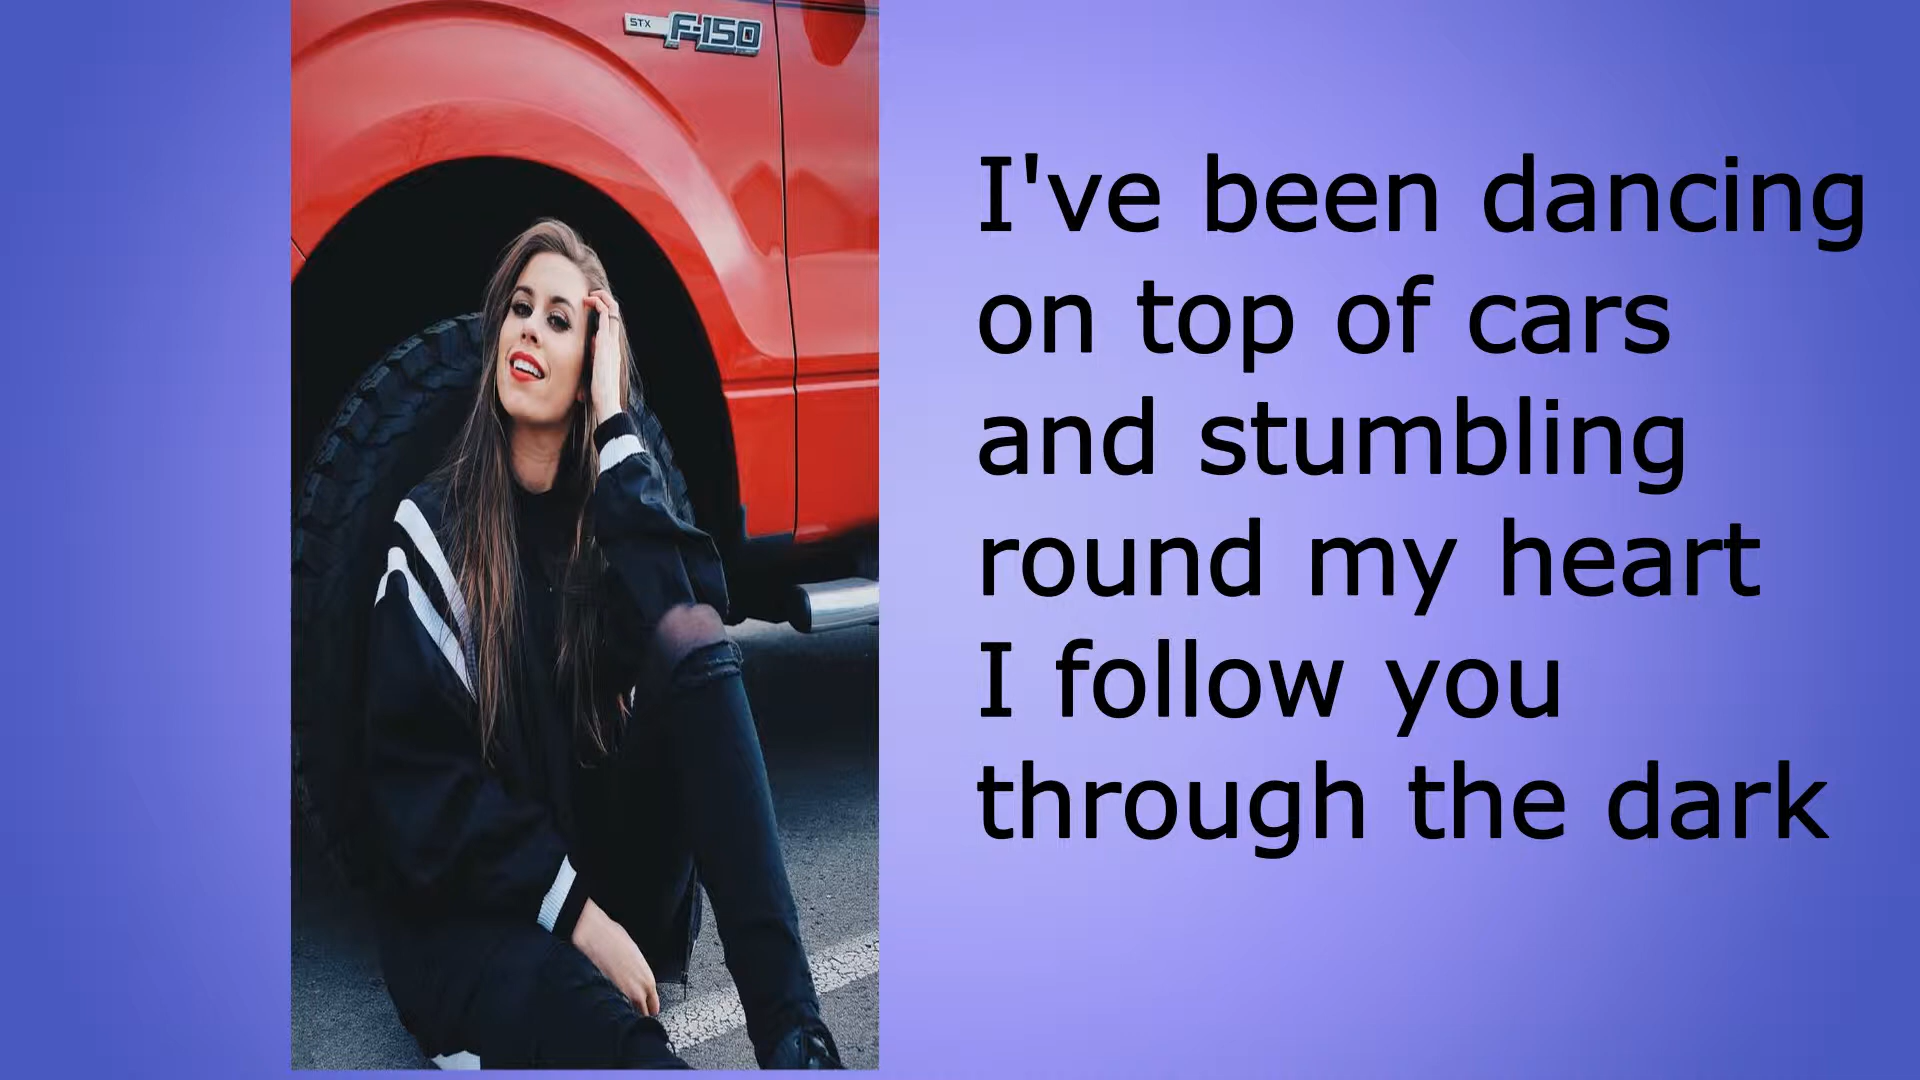 STX F-150
I've been dancing
on top of cars
and stumbling
round my heart
I follow you
through the dark